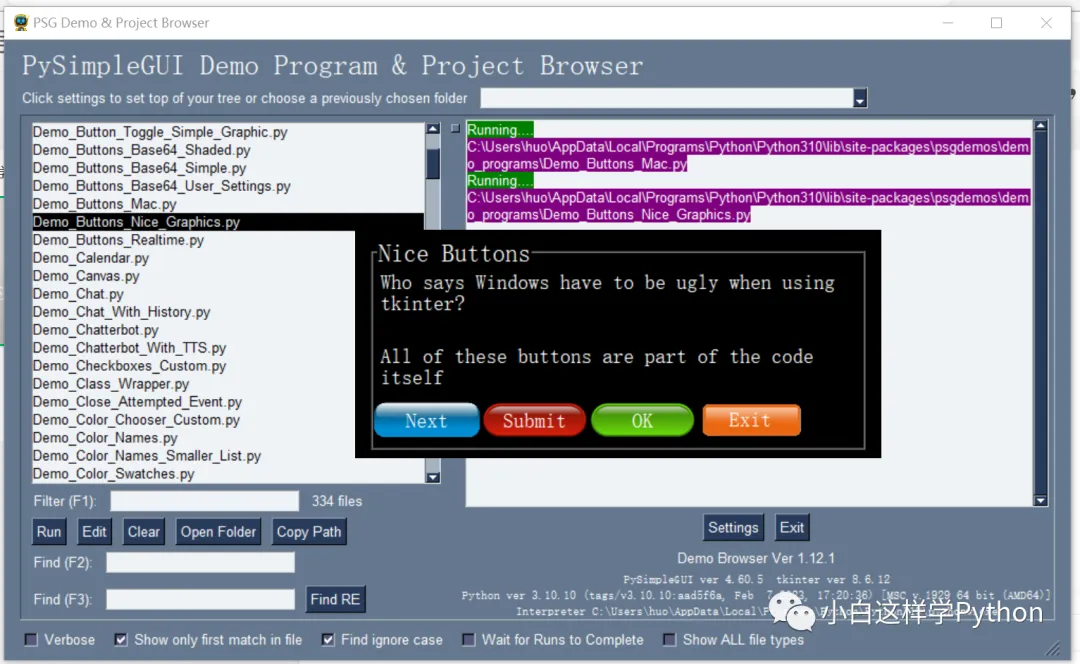 PSG Demo & Project Browser
PySimpleGUI Demo Program & Project Browser
Click settings to set top of your tree or choose a previously chosen folder
Demo_Button_Toggle_Simple_Graphic.py
Demo_Buttons_Base64_Shaded.py
Demo_Buttons_Base64_Simple.py
Demo_Buttons_Base64_User_Settings.py
Demo_Buttons_Mac.py
Demo_Buttons_Nice_Graphics.py
Demo_Buttons_Realtime.py
Demo_Calendar.py
Demo_Canvas.py
Demo_Chat.py
Demo_Chat_With_History.py
Demo_Chatterbot.py
Demo_Chatterbot_With_TTS.py
Demo_Checkboxes_Custom.py
Demo_Class_Wrapper.py
Demo_Close_Attempted_Event.py
Demo_Color_Chooser_Custom.py
Demo_Color_Names.py
Demo_Color_Names_Smaller_List.py
Demo_Color_Swatches.py
Running....
C:\Users\huo\AppData\Local\Programs\Python\Python310\lib\site-packages\psgdemos\dem
o_programs\Demo_Buttons_Mac.py
Running....
C:\Users\huo\AppData\Local\Programs\Python\Python310\lib\site-packages\psgdemos\dem
o_programs\Demo_Buttons_Nice_Graphics.py
Nice Buttons
Who says Windows have to be ugly when using
tkinter?
All of these buttons are part of the code
itself
Next Submit OK Exit
Filter (F1): 334 files
Run Edit Clear Open Folder Copy Path
Find (F2):
Find (F3): Find RE
Settings Exit
Demo Browser Ver 1.12.1
PySimpleGUI ver 4.60.5 tkinter ver 8.6.12
Python ver 3.10.10 (tags/v3.10.10:aad5f6a, Feb 7 17:20:36) [MSC v.1929 64 bit (AMD64)]
Interpreter C:\Users\huo\AppData\Local\
小白这样学Python
Verbose Show only first match in file Find ignore case Wait for Runs to Complete Show ALL file types